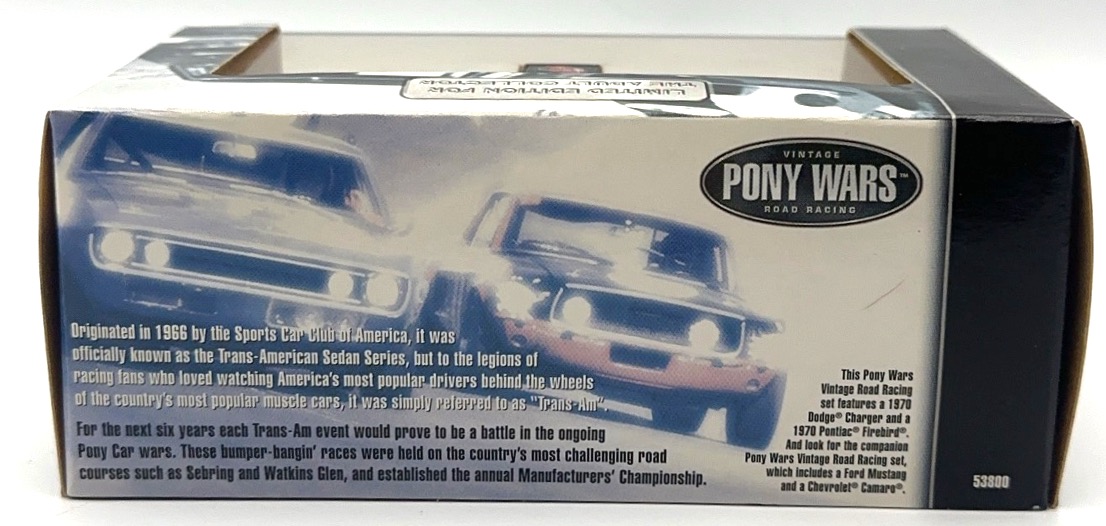 LIMITED EDITION FOR
THE ADULT COLLECTOR
VINTAGE
PONY WARS™
ROAD RACING
Originated in 1966 by the Sports Car Club of America, it was
officially known as the Trans-American Sedan Series, but to the legions of
racing fans who loved watching America's most popular drivers behind the wheels
of the country's most popular muscle cars, it was simply referred to as "Trans-Am".
For the next six years each Trans-Am event would prove to be a battle in the ongoing
Pony Car wars. These bumper-bangin' races were held on the country's most challenging road
courses such as Sebring and Watkins Glen, and established the annual Manufacturers' Championship.
This Pony Wars
Vintage Road Racing
set features a 1970
Dodge® Charger and a
1970 Pontiac® Firebird®.
And look for the companion
Pony Wars Vintage Road Racing set,
which includes a Ford Mustang
and a Chevrolet® Camaro®.
53800